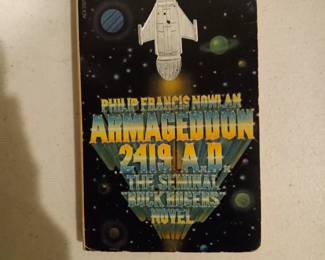 PHILIP FRANCIS NOWLAN
ARMAGEDDON
2419 A.D.
THE SEMINAL
BUCK ROGERS
NOVEL